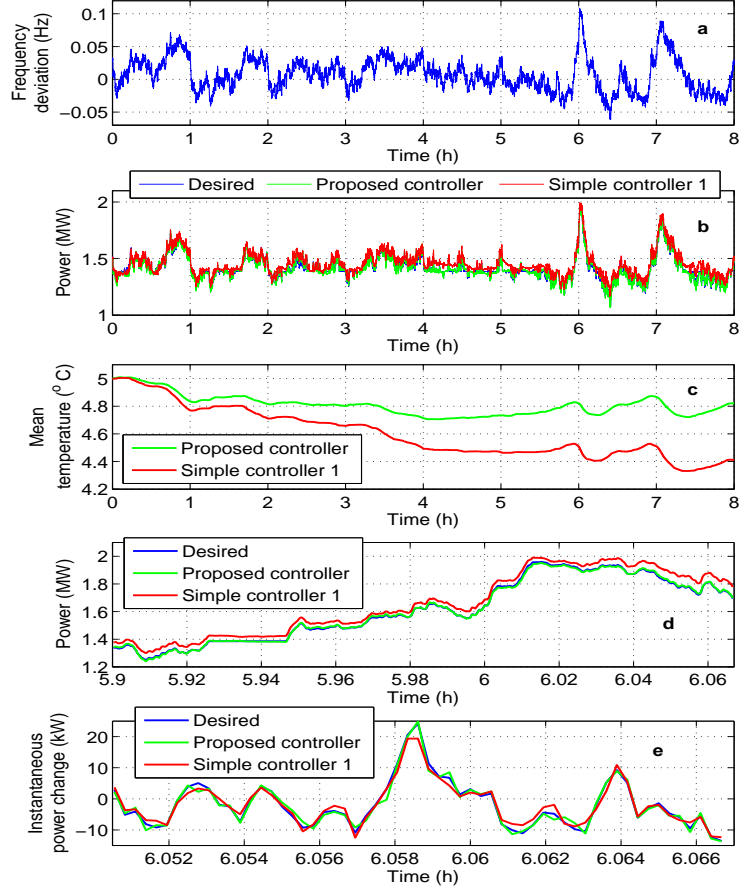 0.1
0.05
0
−0.05
Frequency
deviation (Hz)
a
0 1 2 3 4 5 6 7 8
Time (h)
Desired Proposed controller Simple controller 1
2
1.5
1
Power (MW)
b
0 1 2 3 4 5 6 7 8
Time (h)
5
4.8
4.6
4.4
4.2
Mean
temperature (° C)
c
Proposed controller
Simple controller 1
0 1 2 3 4 5 6 7 8
Time (h)
Desired
Proposed controller
Simple controller 1
2
1.8
1.6
1.4
1.2
Power (MW)
d
5.9 5.92 5.94 5.96 5.98 6 6.02 6.04 6.06
Time (h)
Desired
Proposed controller
Simple controller 1
20
10
0
−10
Instantaneous
power change (kW)
e
6.052 6.054 6.056 6.058 6.06 6.062 6.064 6.066
Time (h)